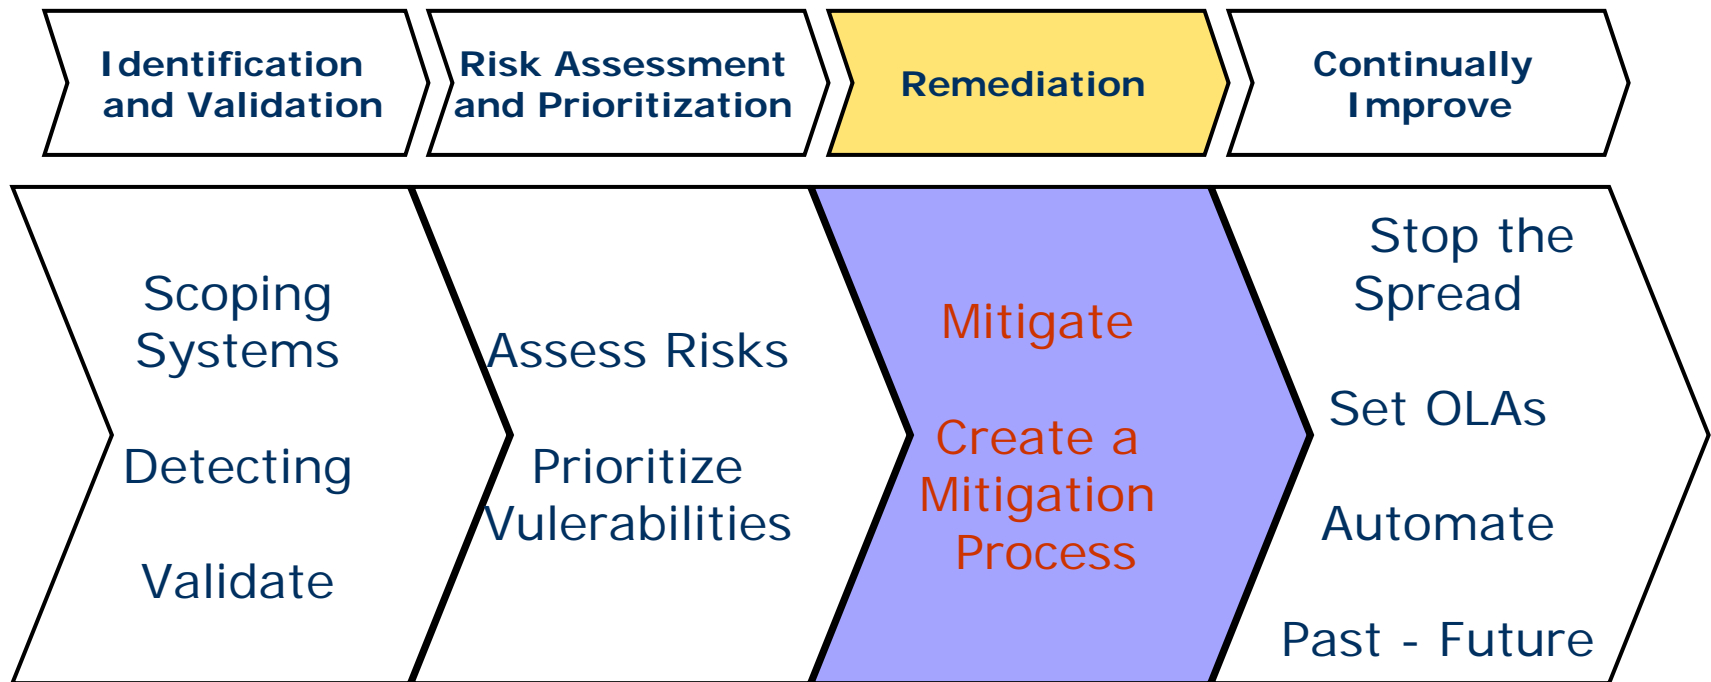 Identification
and Validation
Risk Assessment
and Prioritization
Remediation
Continually
Improve
Scoping
Systems
Detecting
Validate
Assess Risks
Prioritize
Vulerabilities
Mitigate
Create a
Mitigation
Process
Stop the
Spread
Set OLAs
Automate
Past - Future